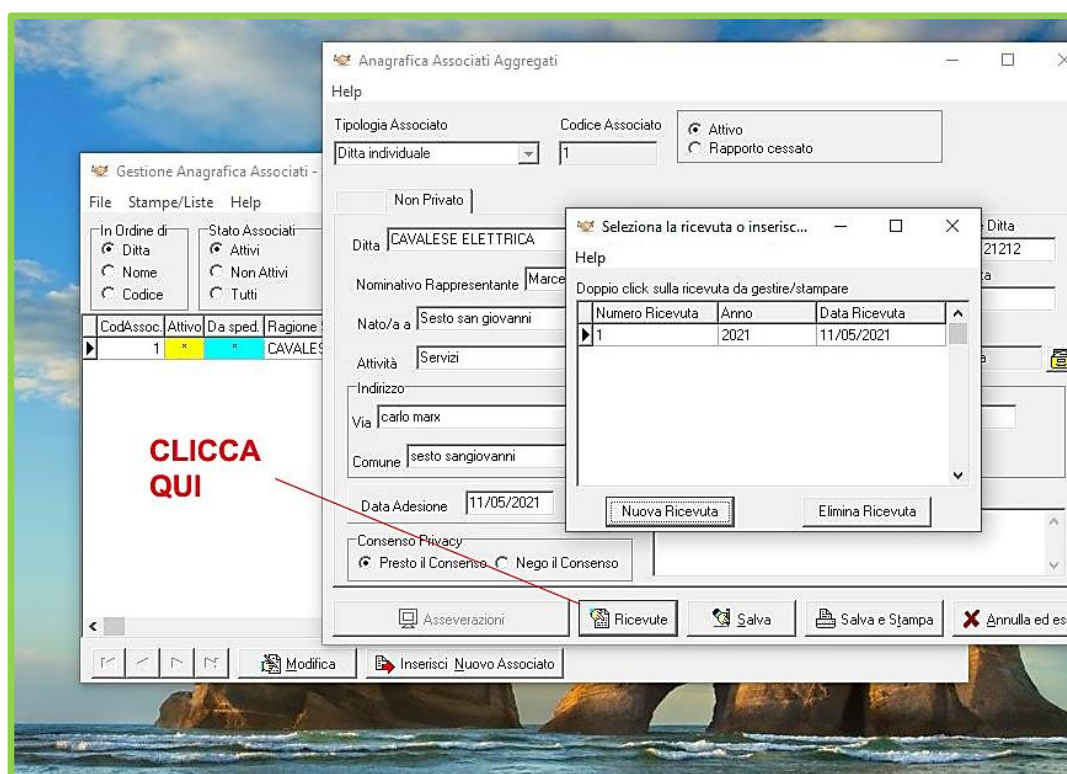 Anagrafica Associati Aggregati
Help
Tipologia Associato
Codice Associato
Attivo
Rapporto cessato
Ditta individuale
1
Gestione Anagrafica Associati -
File Stampe/Liste Help
In Ordine di
Stato Associati
Ditta
Attivi
Nome
Non Attivi
Codice
Tutti
CodAssoc. Attivo Da sped. Ragione
1 * * CAVALES
Non Privato
Ditta CAVALESE ELETTRICA
Nominativo Rappresentante Marce
Nato/a a Sesto san giovanni
Attività Servizi
Indirizzo
Via carlo marx
Comune sesto sangiovanni
Data Adesione 11/05/2021
Consenso Privacy
Presto il Consenso Nego il Consenso
Ditta
21212
Seleziona la ricevuta o inserisc...
Help
Doppio click sulla ricevuta da gestire/stampare
Numero Ricevuta Anno Data Ricevuta
1 2021 11/05/2021
Nuova Ricevuta Elimina Ricevuta
CLICCA
QUI
Asseverazioni Ricevute Salva Salva e Stampa Annulla ed es
Modifica Inserisci Nuovo Associato